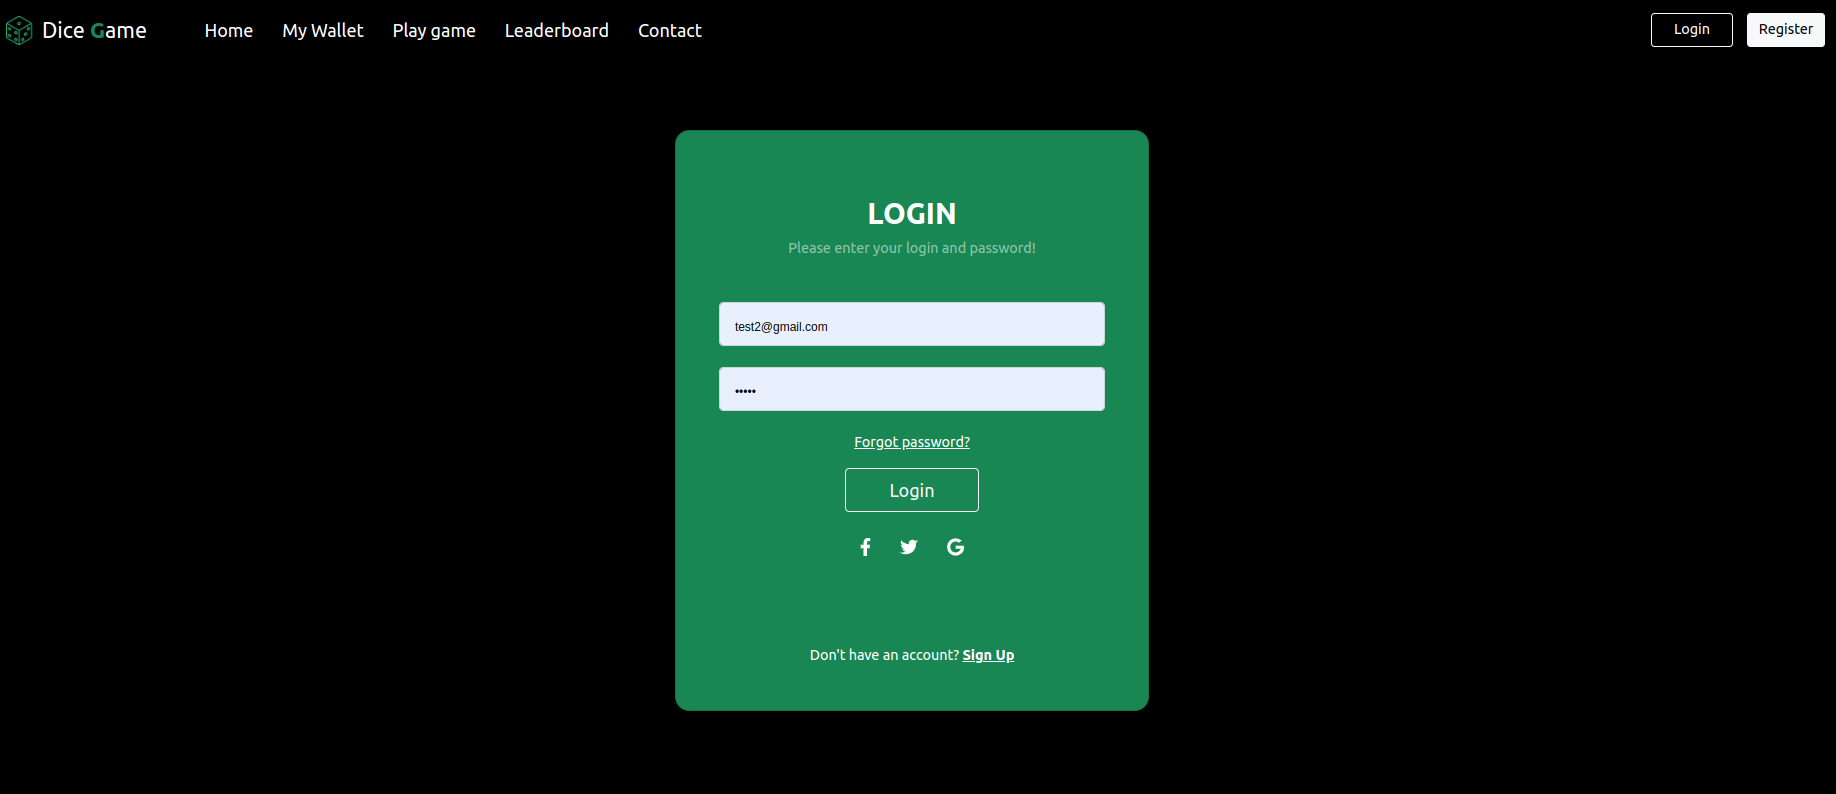 Dice Game Home My Wallet Play game Leaderboard Contact Login Register
LOGIN
Please enter your login and password!
test2@gmail.com
•••••
Forgot password?
Login
Don't have an account? Sign Up